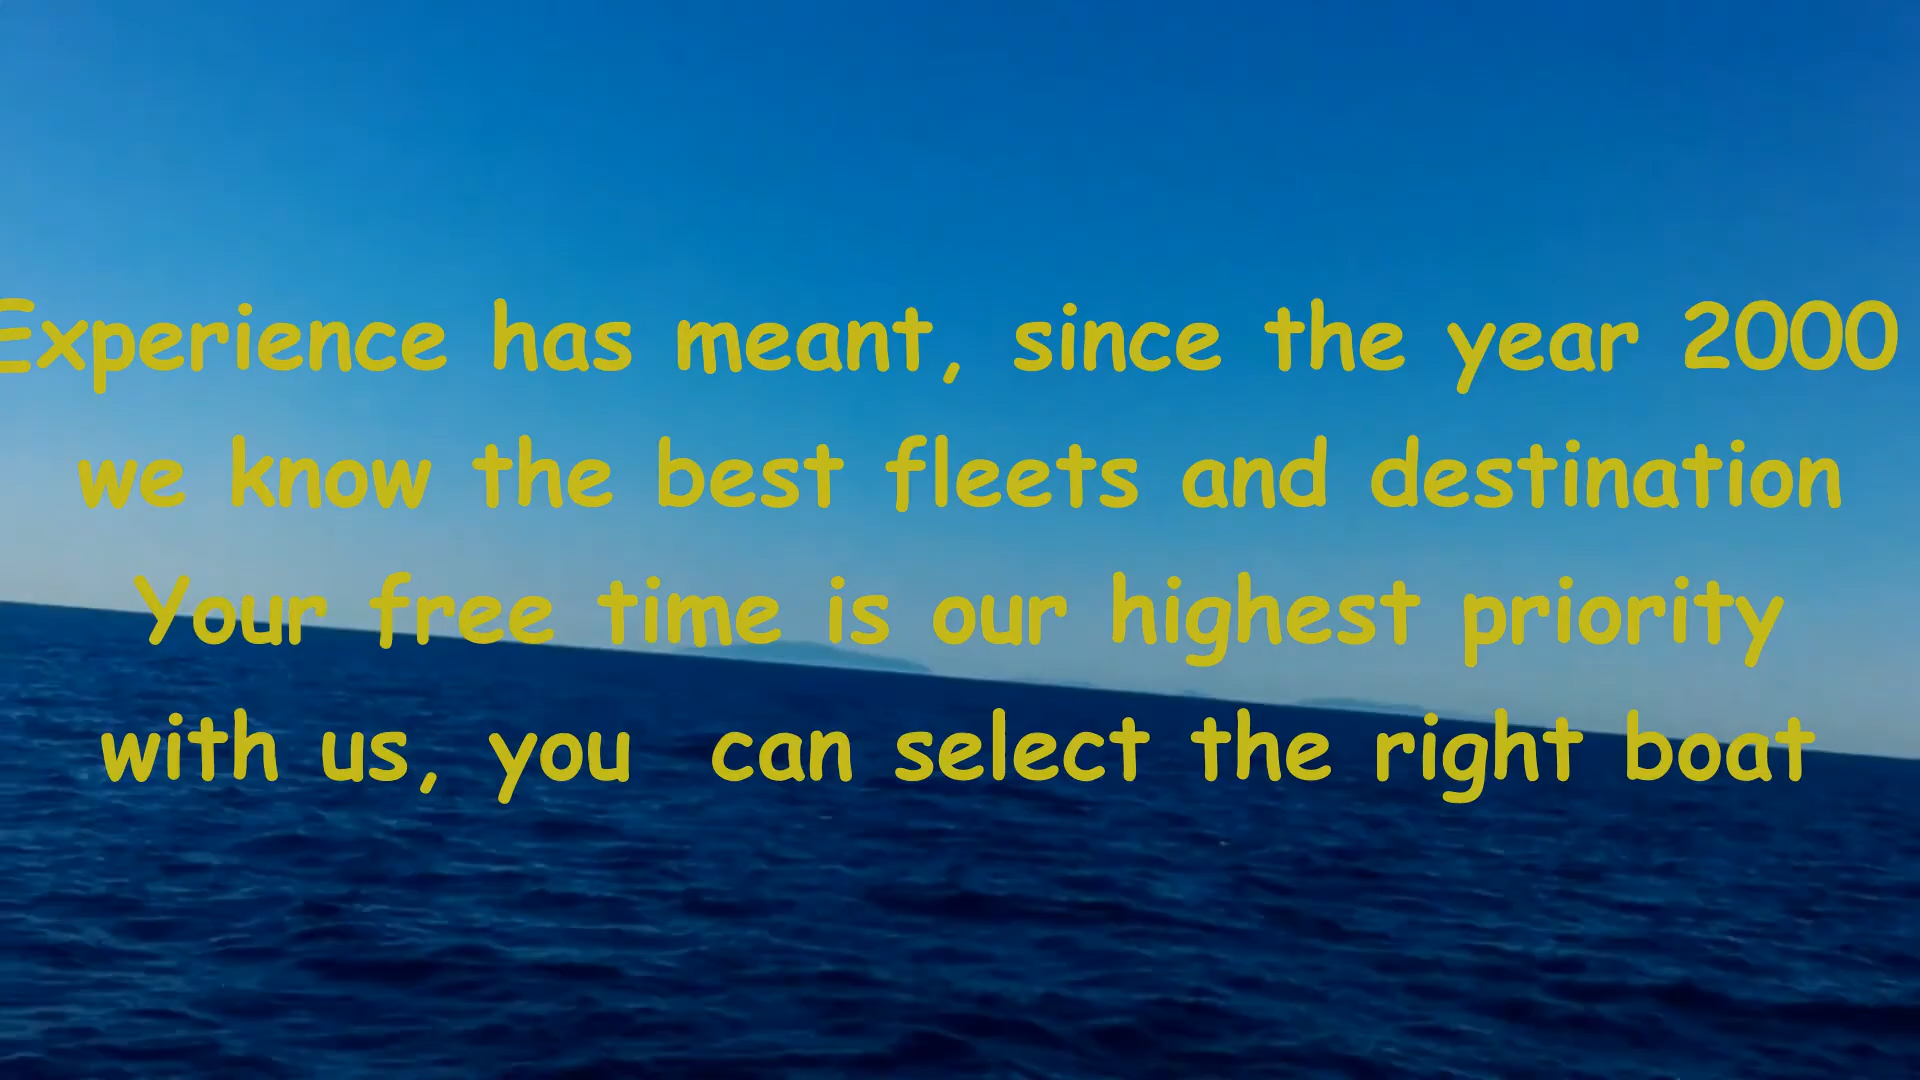 Experience has meant, since the year 2000
we know the best fleets and destination
Your free time is our highest priority
with us, you  can select the right boat